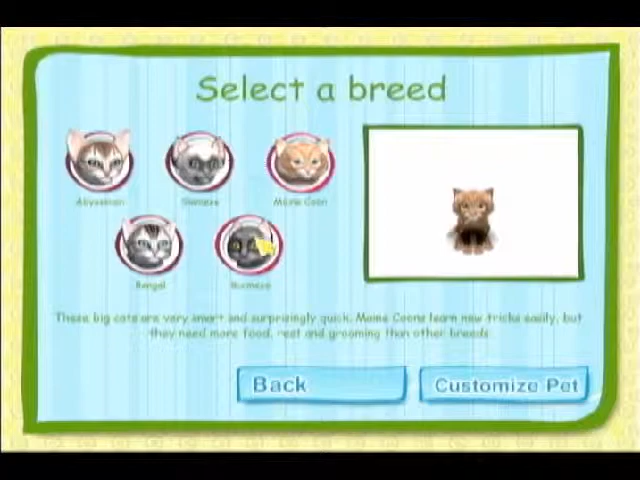 Select a breed
Abyssinian
Siamese
Maine Coon
Bengal
Burmese
These big cats are very smart and surprisingly quick. Maine Coons learn new tricks easily, but
they need more food, rest and grooming than other breeds.
Back
Customize Pet